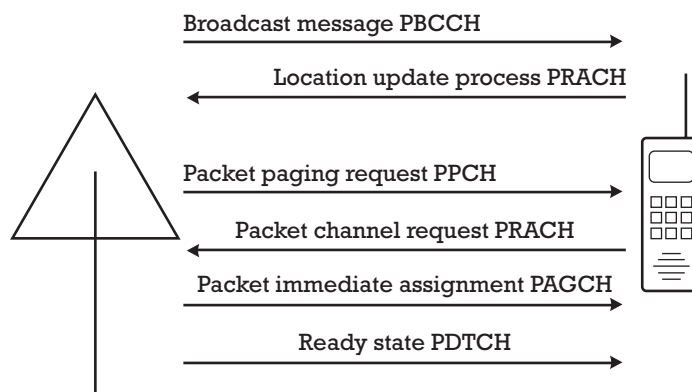 Broadcast message PBCCH
Location update process PRACH
Packet paging request PPCH
Packet channel request PRACH
Packet immediate assignment PAGCH
Ready state PDTCH